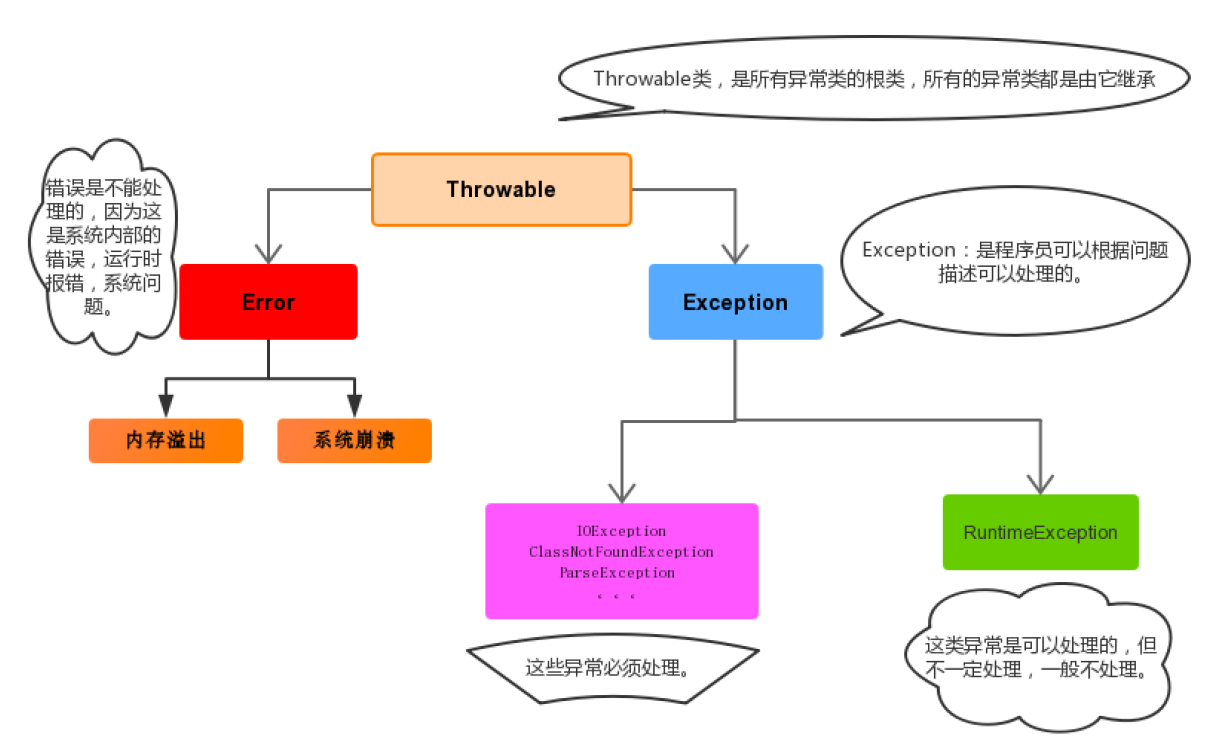 Throwable类，是所有异常类的根类，所有的异常类都是由它继承
Throwable
错误是不能处
理的，因为这
是系统内部的
错误，运行时
报错，系统问
题。
Error
Exception
Exception：是程序员可以根据问题
描述可以处理的。
内存溢出
系统崩溃
IOException
ClassNotFoundException
ParseException
。。。
RuntimeException
这些异常必须处理。
这类异常是可以处理的，但
不一定处理，一般不处理。